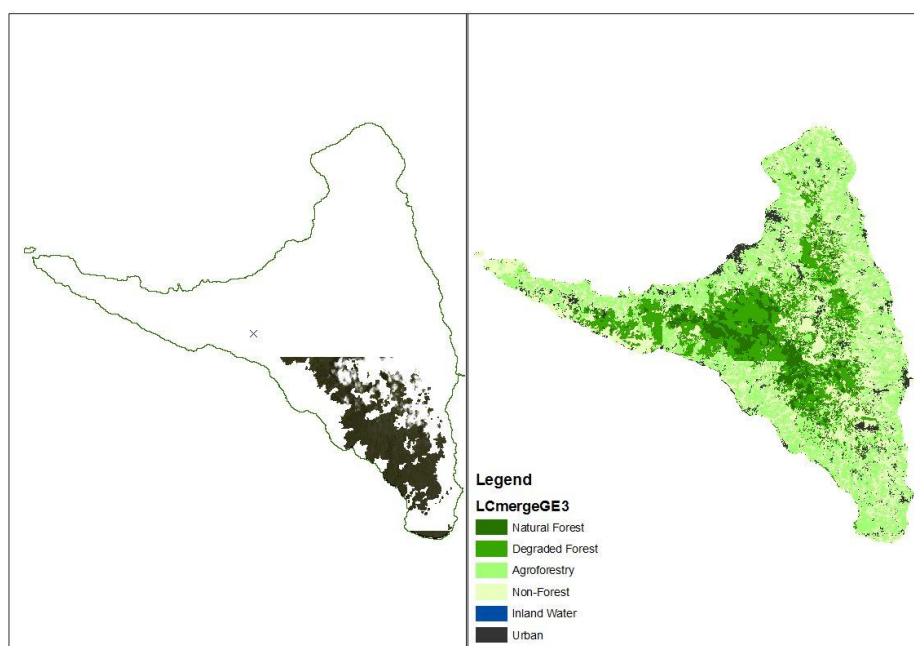 Legend
LCmergeGE3
Natural Forest
Degraded Forest
Agroforestry
Non-Forest
Inland Water
Urban